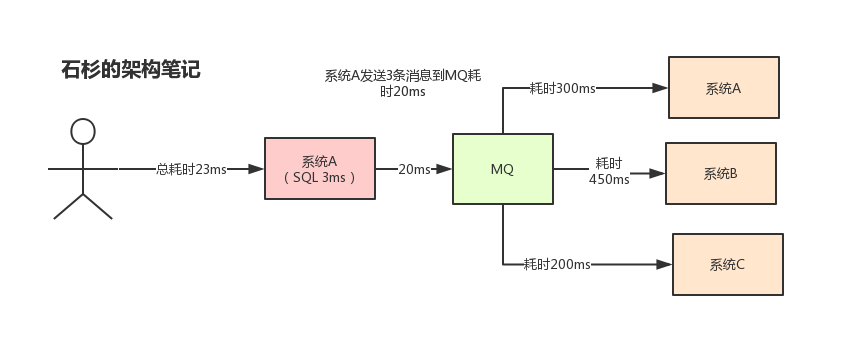 石杉的架构笔记
系统A发送3条消息到MQ耗
时20ms
总耗时23ms
系统A
（ SQL 3ms ）
20ms
MQ
耗时300ms
系统A
耗时
450ms
系统B
耗时200ms
系统C